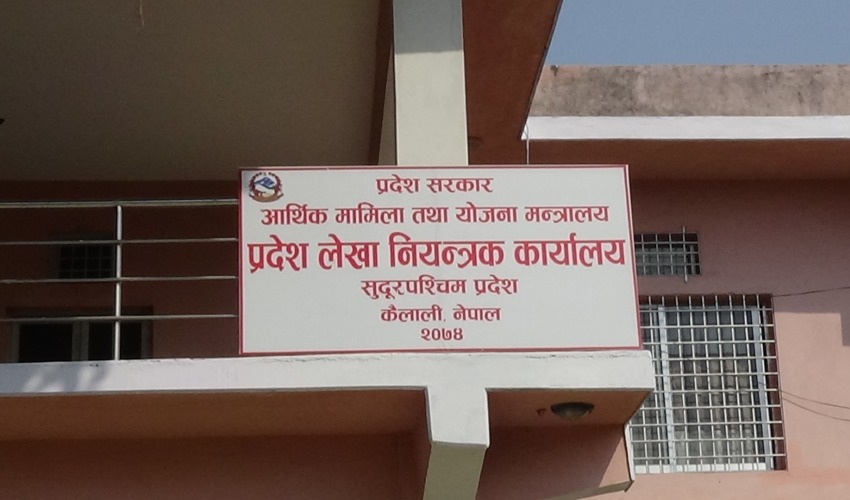 प्रदेश सरकार
आर्थिक मामिला तथा योजना मन्त्रालय
प्रदेश लेखा नियन्त्रक कार्यालय
सुदूरपश्चिम प्रदेश
कैलाली, नेपाल
२०७४